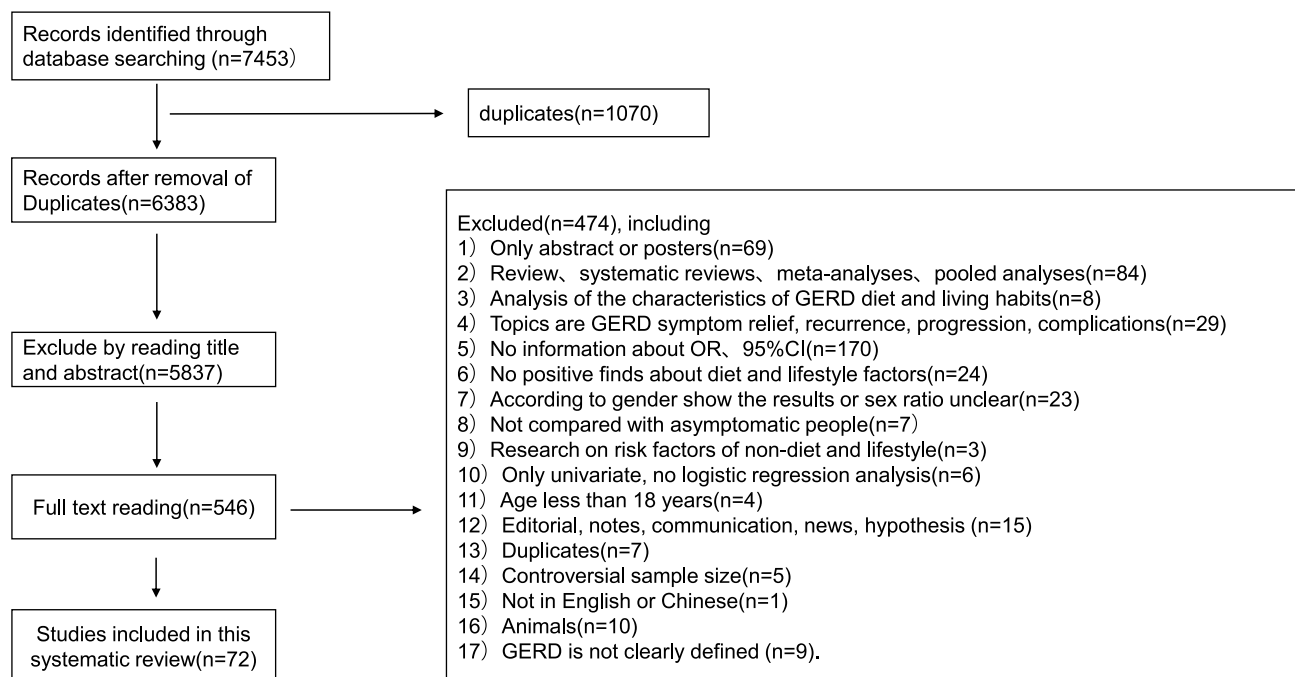 Records identified through
database searching (n=7453）
duplicates(n=1070)
Records after removal of
Duplicates(n=6383)
Exclude by reading title
and abstract(n=5837)
Full text reading(n=546)
Studies included in this
systematic review(n=72)
Excluded(n=474), including
1）Only abstract or posters(n=69)
2）Review、systematic reviews、meta-analyses、pooled analyses(n=84)
3）Analysis of the characteristics of GERD diet and living habits(n=8)
4）Topics are GERD symptom relief, recurrence, progression, complications(n=29)
5）No information about OR、95%CI(n=170)
6）No positive finds about diet and lifestyle factors(n=24)
7）According to gender show the results or sex ratio unclear(n=23)
8）Not compared with asymptomatic people(n=7）
9）Research on risk factors of non-diet and lifestyle(n=3)
10）Only univariate, no logistic regression analysis(n=6)
11）Age less than 18 years(n=4)
12）Editorial, notes, communication, news, hypothesis (n=15)
13）Duplicates(n=7)
14）Controversial sample size(n=5)
15）Not in English or Chinese(n=1)
16）Animals(n=10)
17）GERD is not clearly defined (n=9).